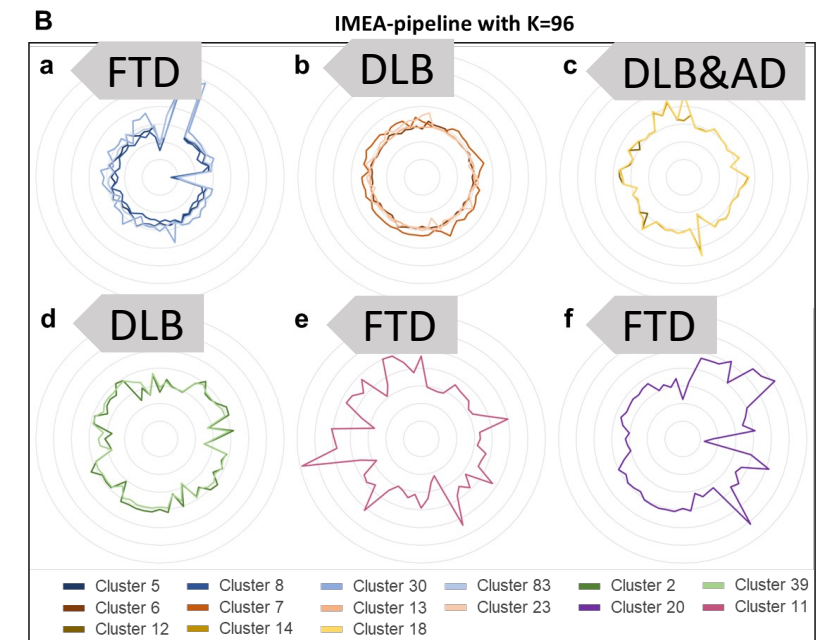 B
IMEA-pipeline with K=96
a FTD b DLB c DLB&AD
d DLB e FTD f FTD
Cluster 5 Cluster 8 Cluster 30 Cluster 83 Cluster 2 Cluster 39
Cluster 6 Cluster 7 Cluster 13 Cluster 23 Cluster 20 Cluster 11
Cluster 12 Cluster 14 Cluster 18